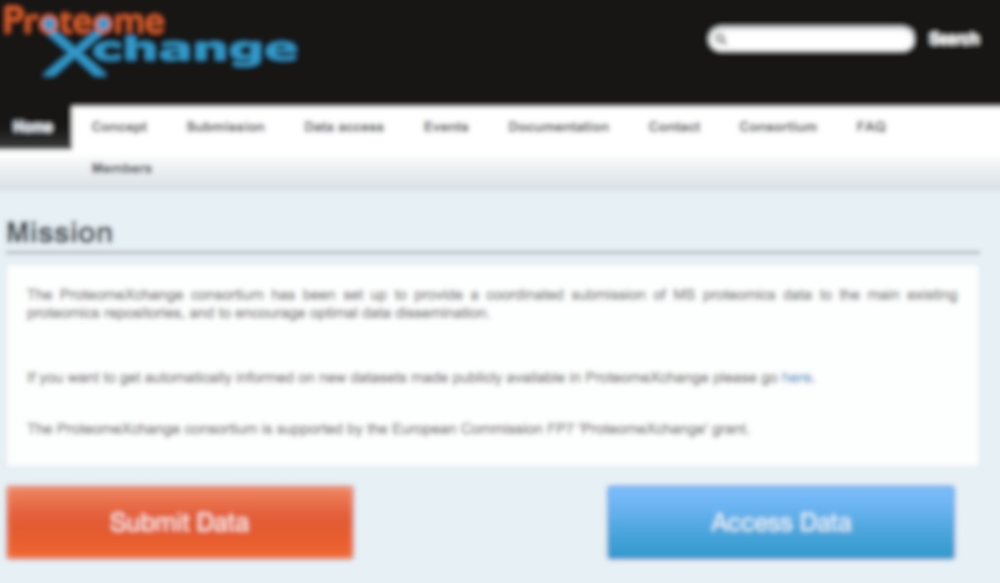 Proteome
Xchange
Search
Home Concept Submission Data access Events Documentation Contact Consortium FAQ
Members
Mission
The ProteomeXchange consortium has been set up to provide a coordinated submission of MS proteomics data to the main existing
proteomics repositories, and to encourage optimal data dissemination.
If you want to get automatically informed on new datasets made publicly available in ProteomeXchange please go here.
The ProteomeXchange consortium is supported by the European Commission FP7 'ProteomeXchange' grant.
Submit Data Access Data